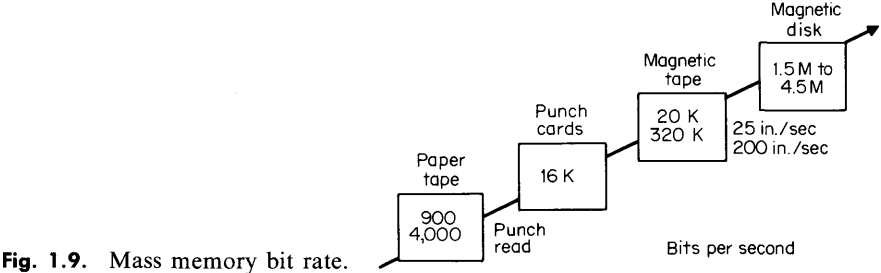 Magnetic
disk
1.5 M to
4.5 M
Magnetic
tape
20 K
320 K
25 in./sec
200 in./sec
Punch
cards
16 K
Paper
tape
900
4,000
Punch
read
Bits per second
Fig. 1.9. Mass memory bit rate.